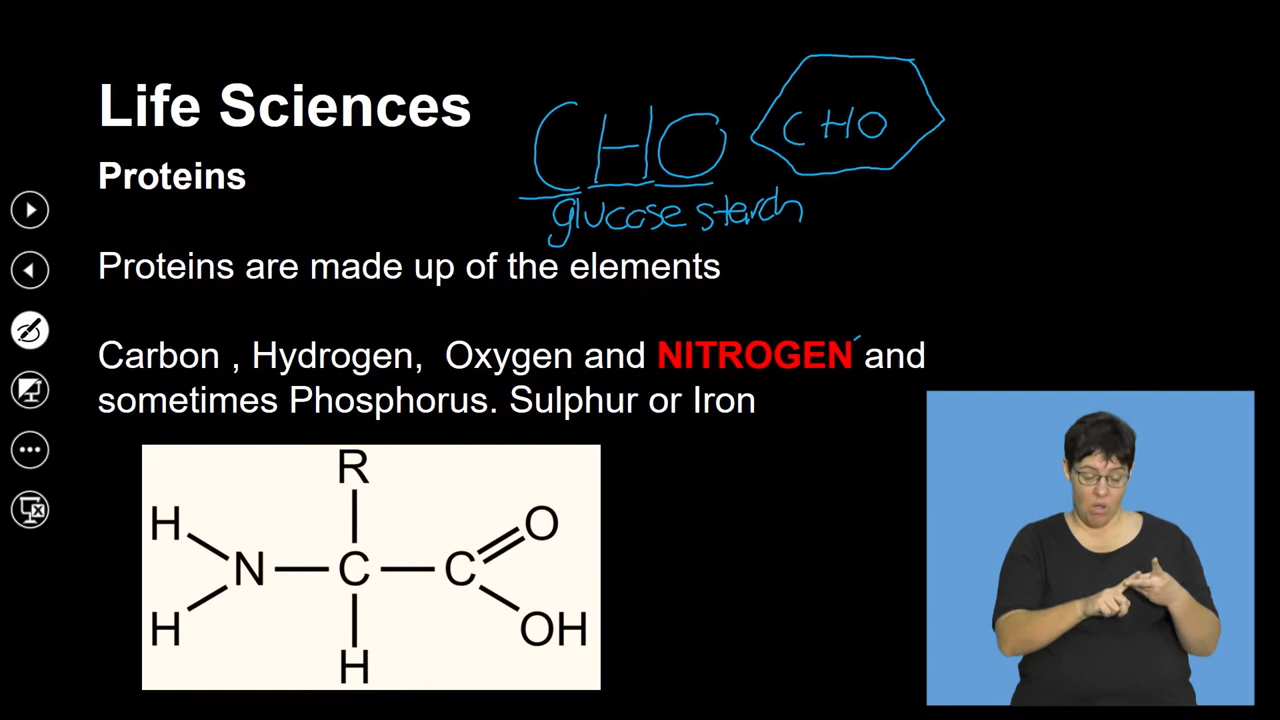 Life Sciences
CHO
CHO
Proteins
glucose starch
Proteins are made up of the elements
Carbon , Hydrogen, Oxygen and NITROGEN and
sometimes Phosphorus. Sulphur or Iron
R
H
O
N
C
C
H
OH
H